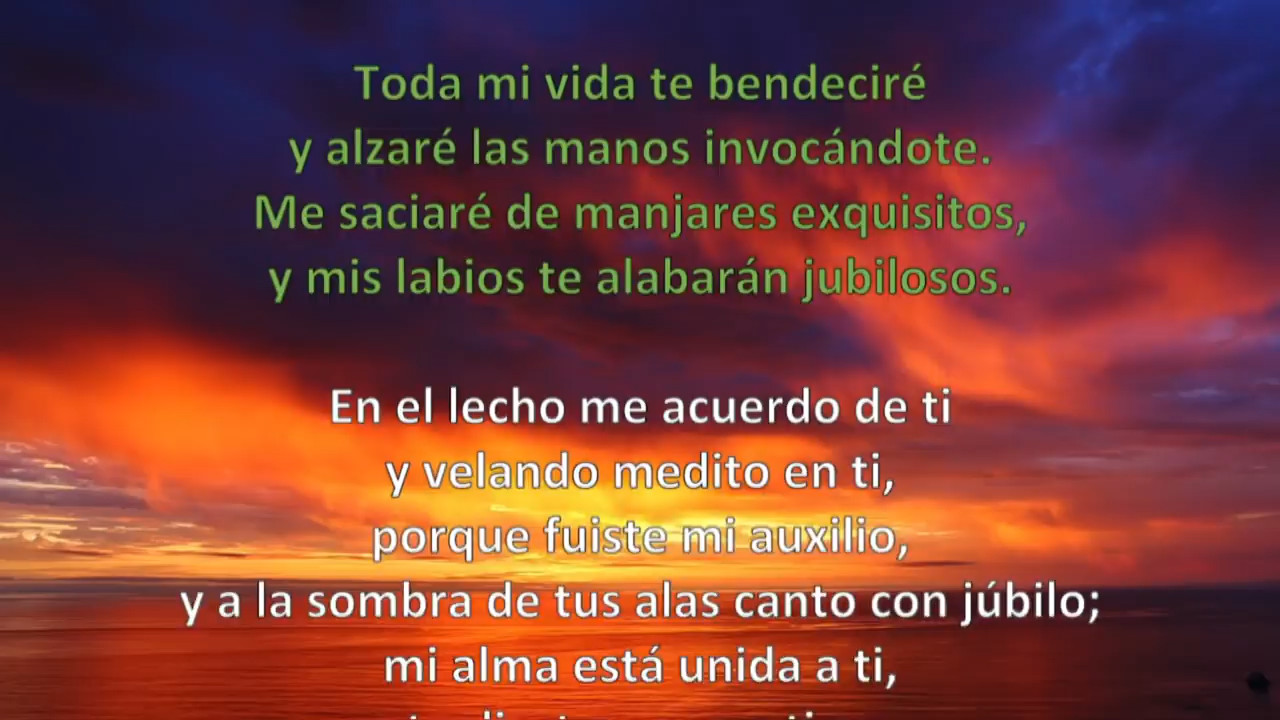 Toda mi vida te bendeciré
y alzaré las manos invocándote.
Me saciaré de manjares exquisitos,
y mis labios te alabarán jubilosos.
En el lecho me acuerdo de ti
y velando medito en ti,
porque fuiste mi auxilio,
y a la sombra de tus alas canto con júbilo;
mi alma está unida a ti,